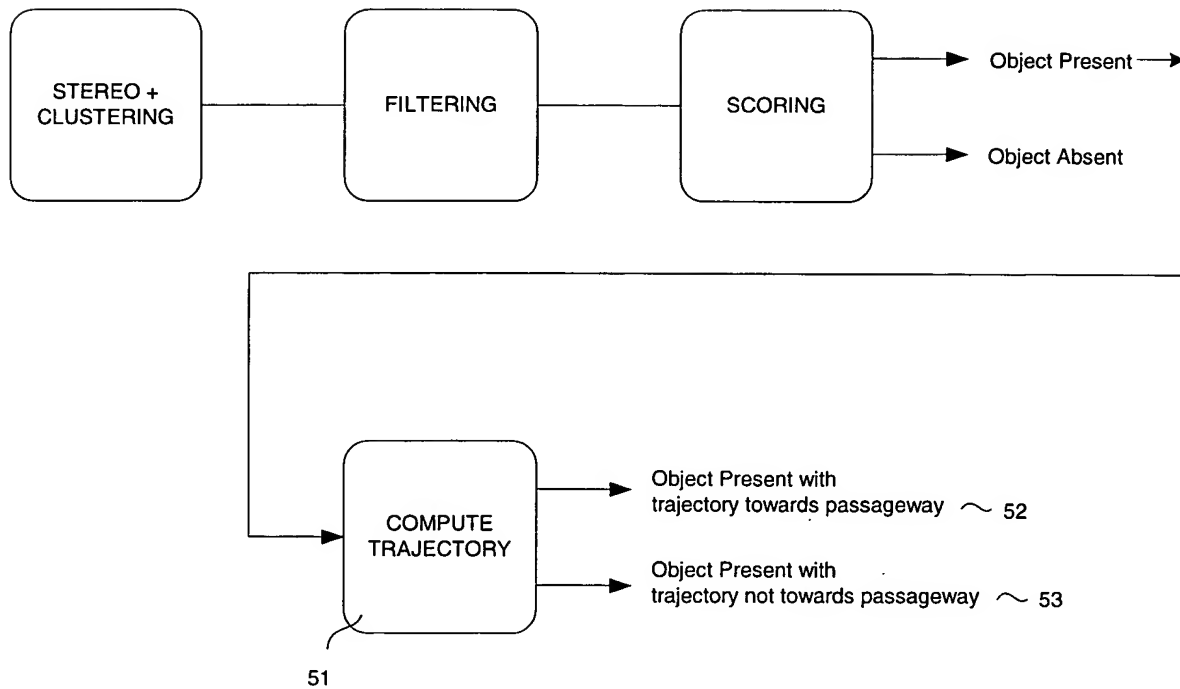 STEREO +
CLUSTERING
FILTERING
SCORING
Object Present
Object Absent
COMPUTE
TRAJECTORY
Object Present with
trajectory towards passageway 52
Object Present with
trajectory not towards passageway 53
51